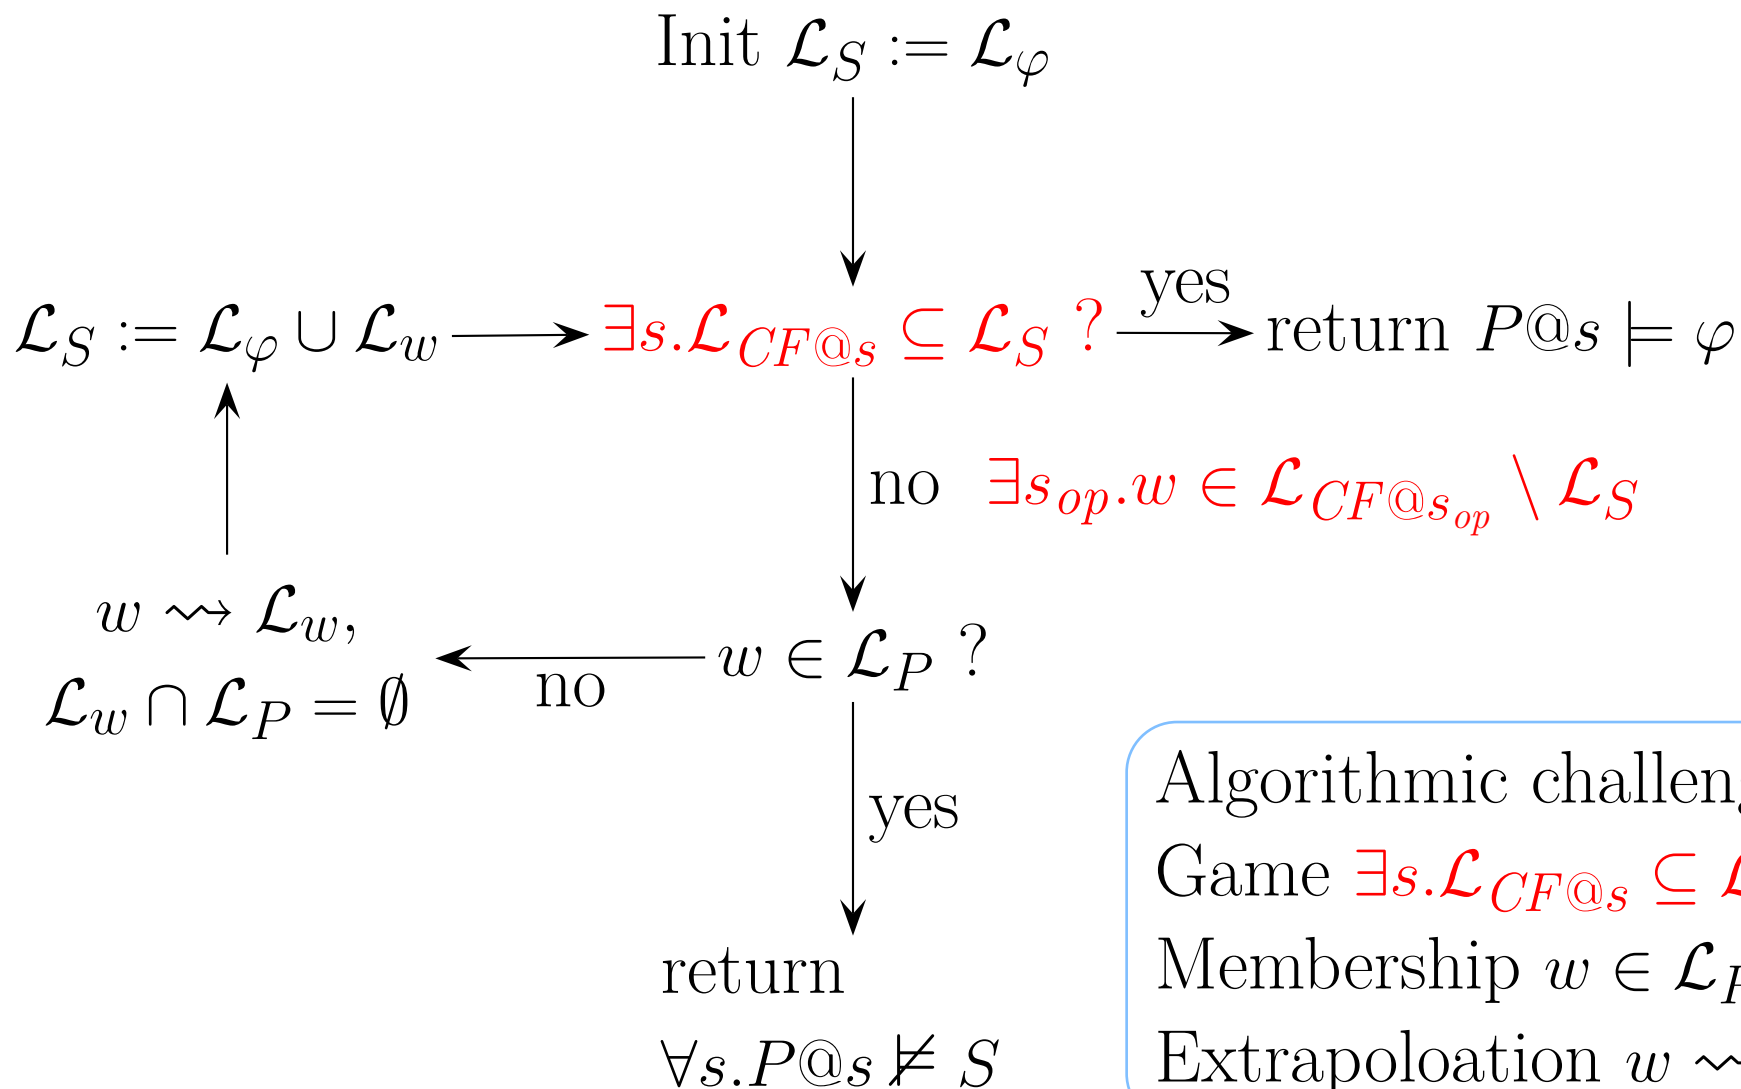 Init ℒ_S := ℒ_φ
ℒ_S := ℒ_φ ∪ ℒ_w
∃s.ℒ_{CF@s} ⊆ ℒ_S ?
yes
return P@s ⊨ φ
no
∃s_{op}.w ∈ ℒ_{CF@s_{op}} \ ℒ_S
w ⇝ ℒ_w,
ℒ_w ∩ ℒ_P = ∅
no
w ∈ ℒ_P ?
yes
return
∀s.P@s ⊭ S
Algorithmic
Game ∃s.ℒ_{CF@s} ⊆
Membership w ∈ ℒ_P
Extrapoloation w